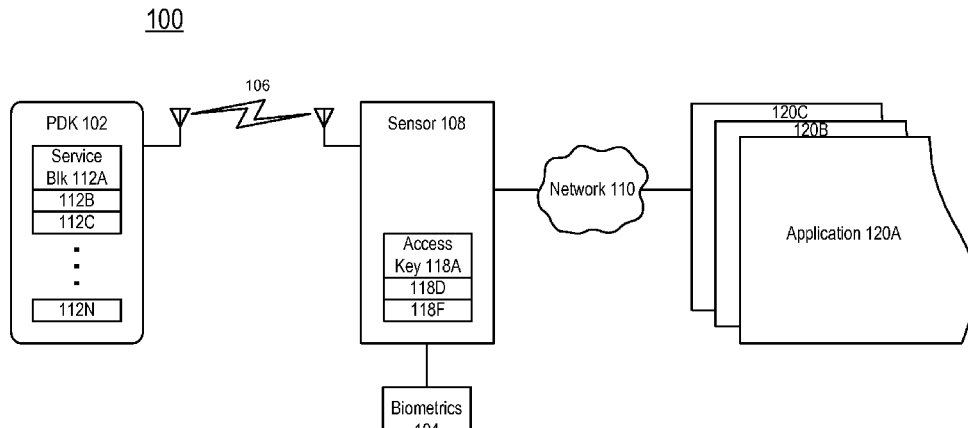 100
106
PDK 102
Service
Blk 112A
112B
112C
112N
Sensor 108
Access
Key 118A
118D
118F
Biometrics
Network 110
120C
120B
Application 120A